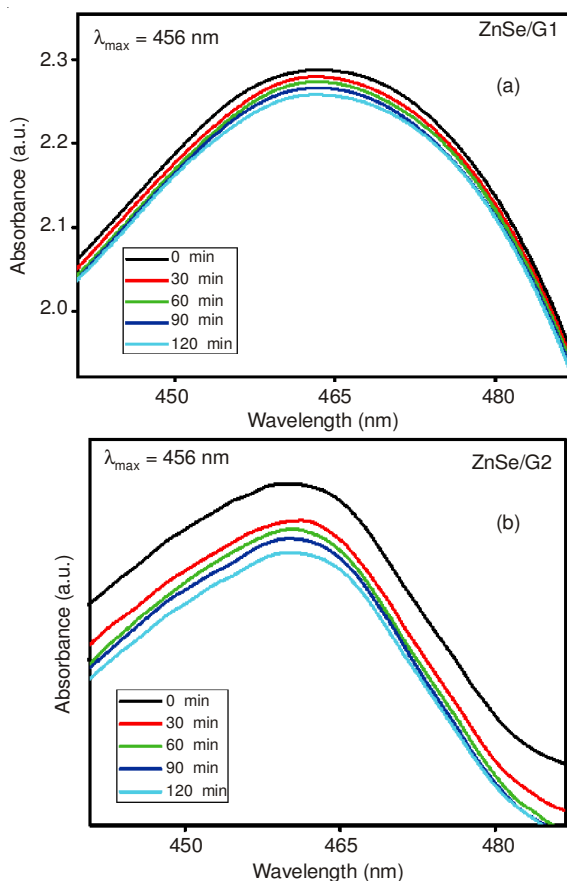 λmax = 456 nm
ZnSe/G1
(a)
2.3
2.2
2.1
2.0
Absorbance (a.u.)
0 min
30 min
60 min
90 min
120 min
450
465
480
Wavelength (nm)
λmax = 456 nm
ZnSe/G2
(b)
Absorbance (a.u.)
0 min
30 min
60 min
90 min
120 min
450
465
480
Wavelength (nm)